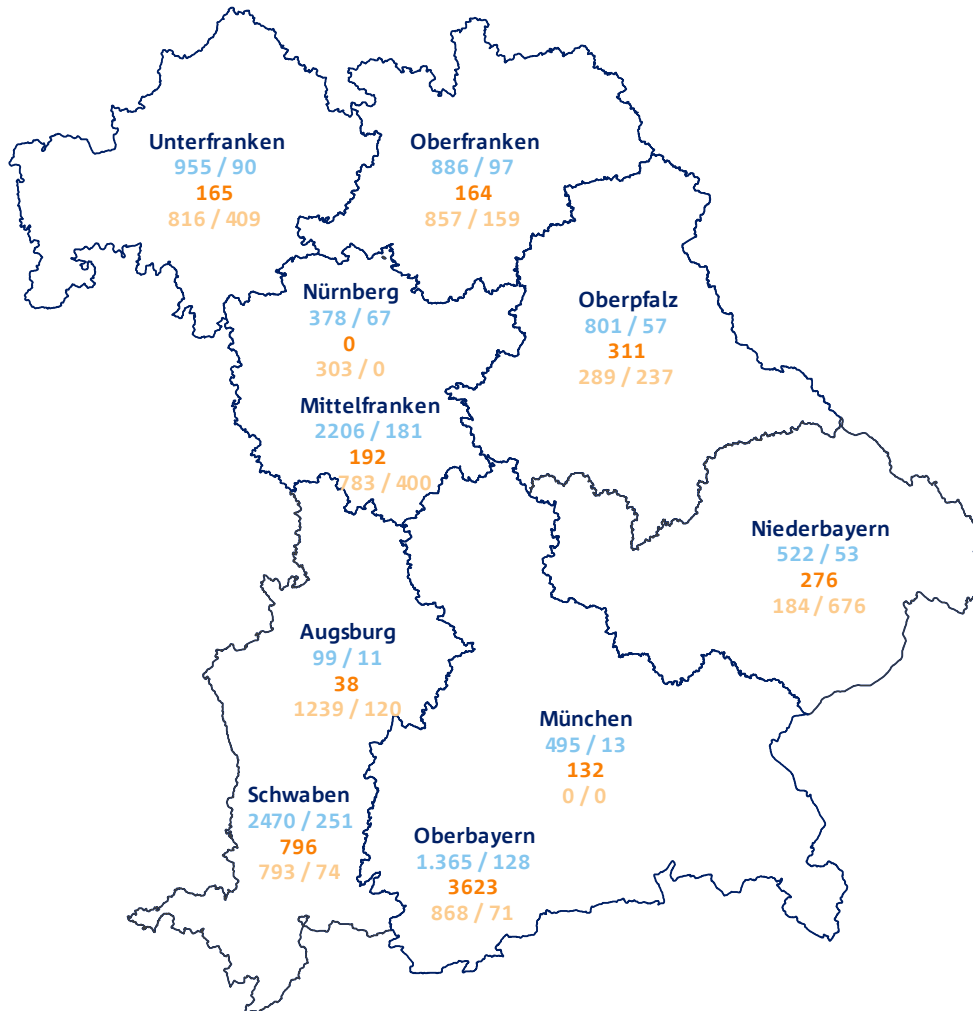 Unterfranken
955 / 90
165
816 / 409
Oberfranken
886 / 97
164
857 / 159
Nürnberg
378 / 67
0
303 / 0
Oberpfalz
801 / 57
311
289 / 237
Mittelfranken
2206 / 181
192
783 / 400
Niederbayern
522 / 53
276
184 / 676
Augsburg
99 / 11
38
1239 / 120
München
495 / 13
132
0 / 0
Schwaben
2470 / 251
796
793 / 74
Oberbayern
1.365 / 128
3623
868 / 71